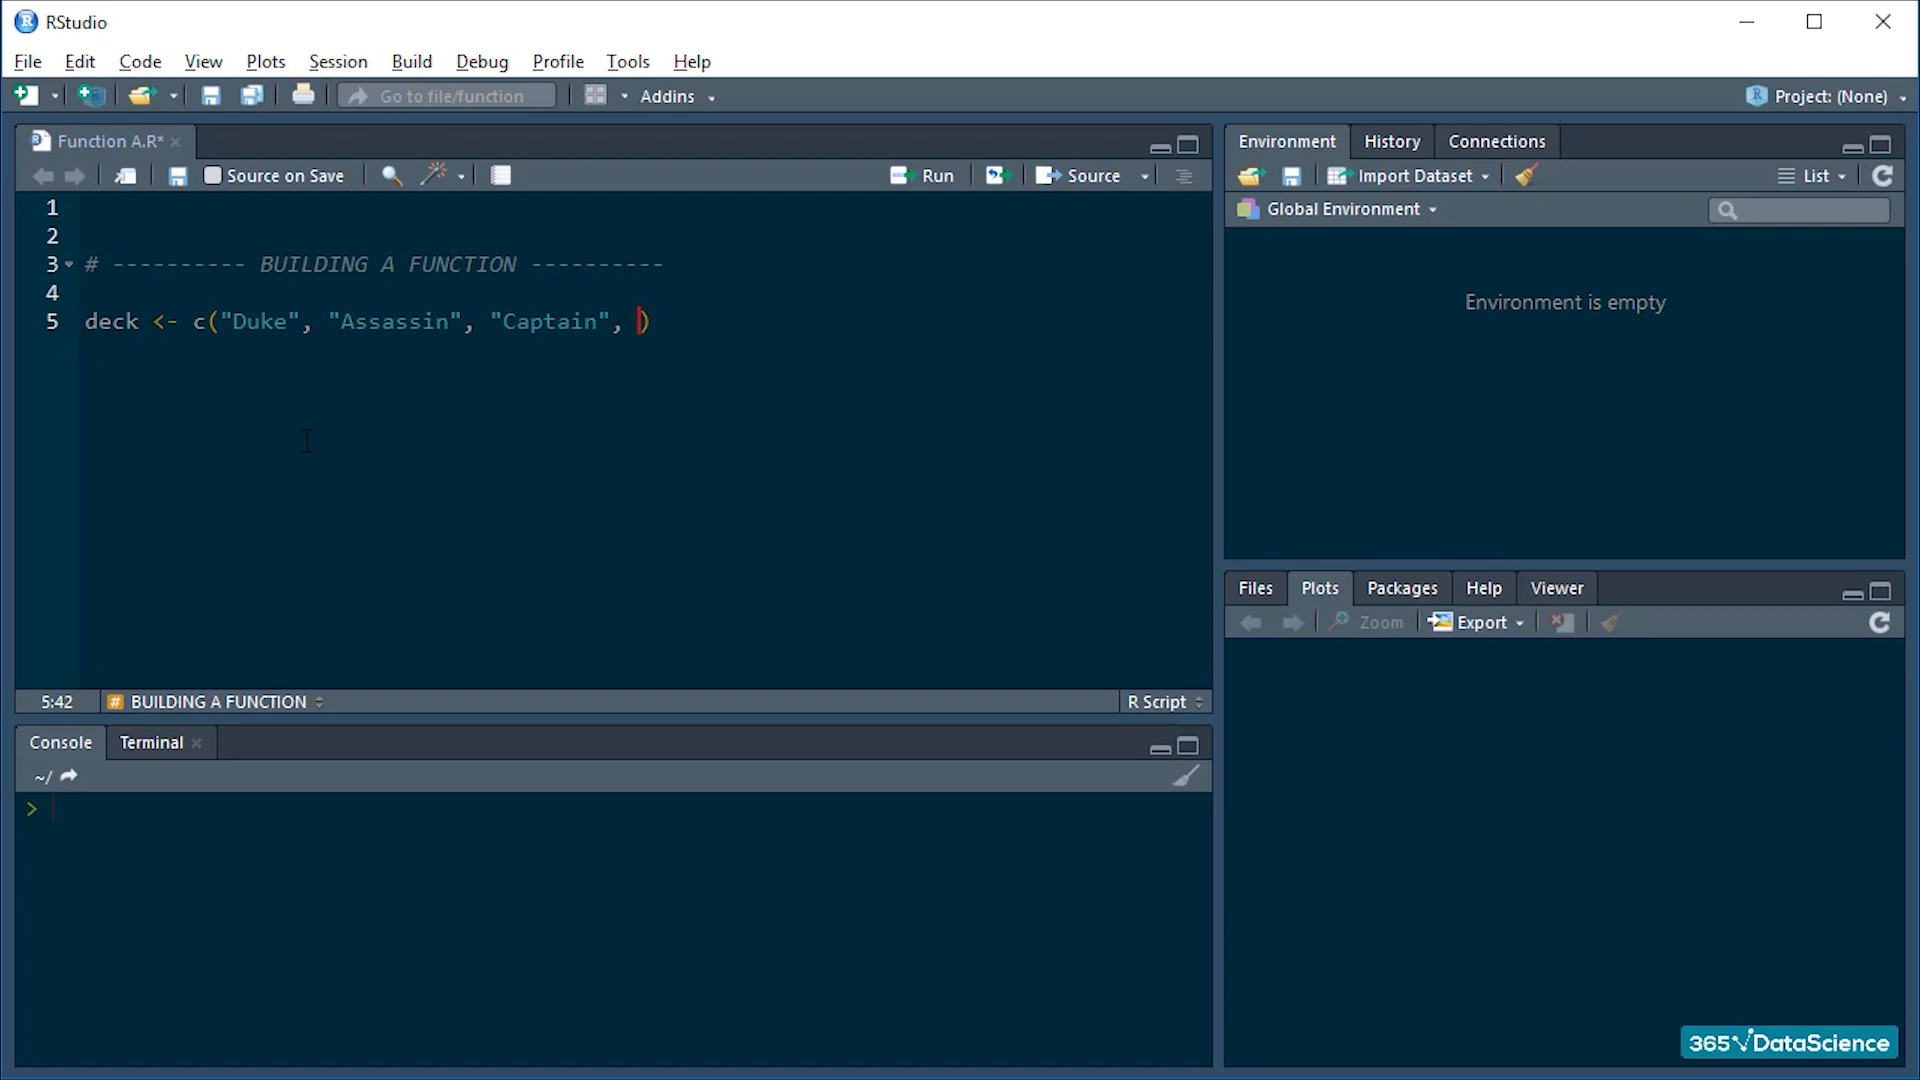 RStudio
File Edit Code View Plots Session Build Debug Profile Tools Help
Go to file/function Addins Project: (None)
Function A.R*
Source on Save Run Source
1
2
3 # ---------- BUILDING A FUNCTION ----------
4
5 deck <- c("Duke", "Assassin", "Captain", )
5:42 # BUILDING A FUNCTION R Script
Console Terminal
~/
>
Environment History Connections
Import Dataset List
Global Environment
Environment is empty
Files Plots Packages Help Viewer
Zoom Export
365√DataScience